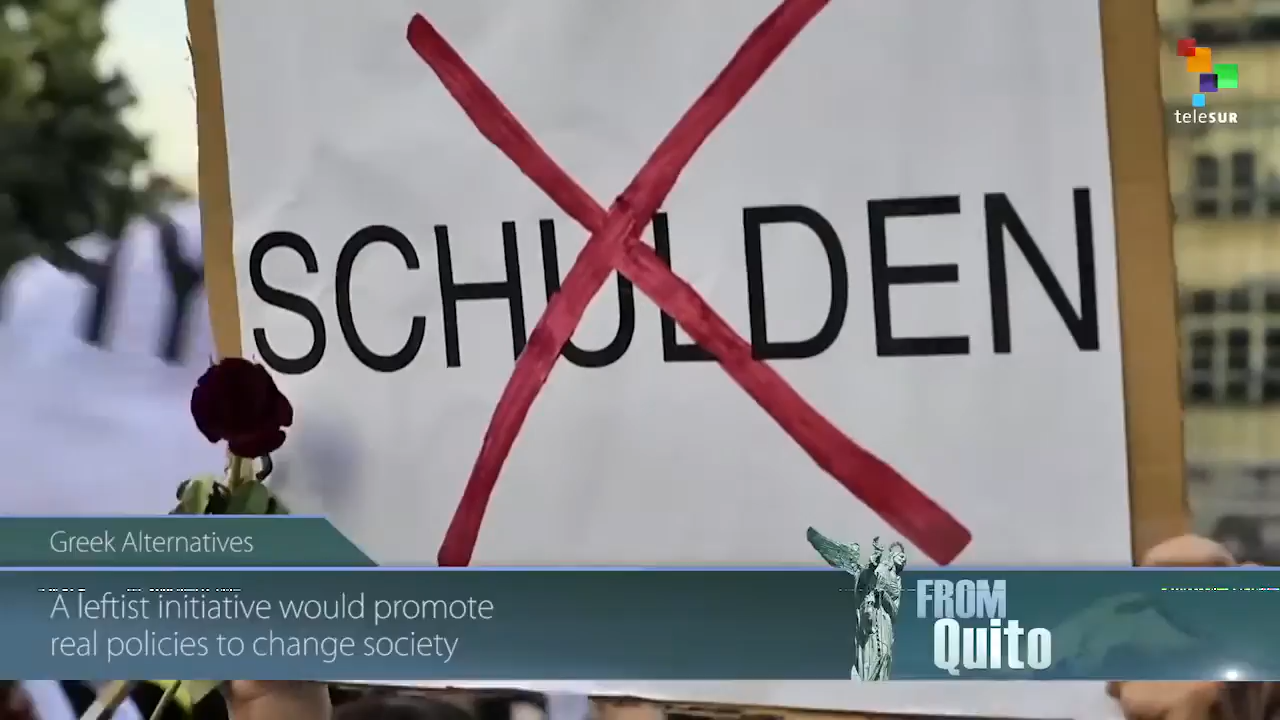 teleSUR
SCHULDEN
Greek Alternatives
A leftist initiative would promote
real policies to change society
FROM
Quito